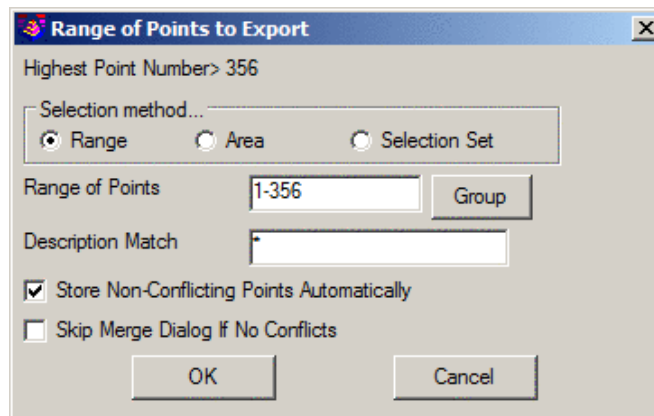 Range of Points to Export
Highest Point Number> 356
Selection method...
Range Area Selection Set
Range of Points 1-356 Group
Description Match *
Store Non-Conflicting Points Automatically
Skip Merge Dialog If No Conflicts
OK Cancel